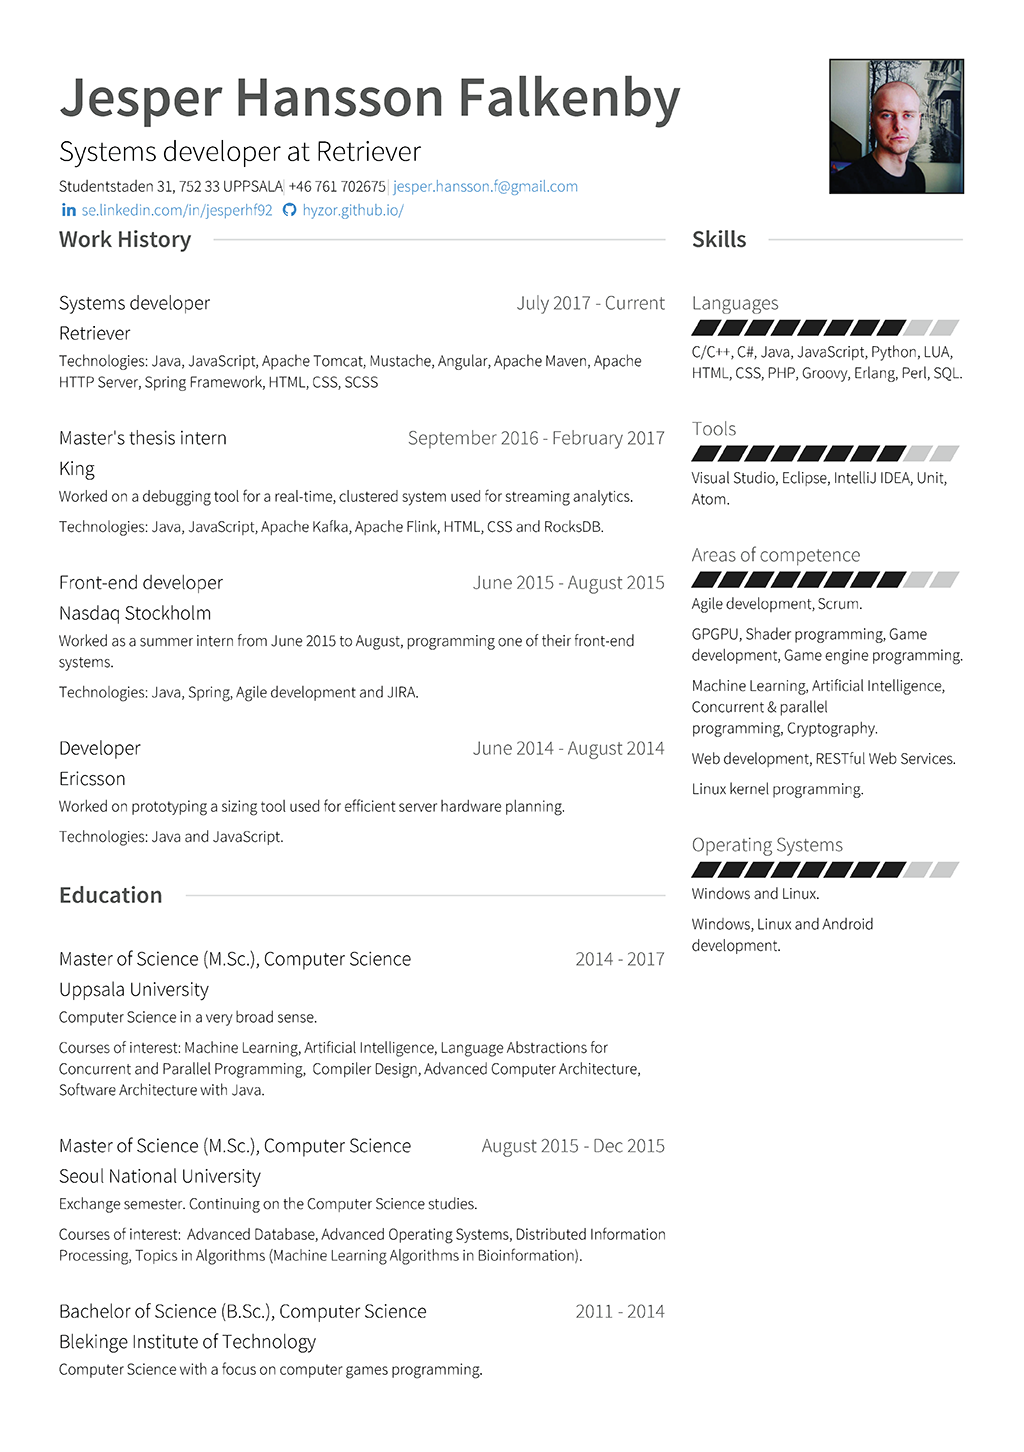 Jesper Hansson Falkenby
Systems developer at Retriever
Studentstaden 31, 752 33 UPPSALA| +46 761 702675| jesper.hansson.f@gmail.com
in se.linkedin.com/in/jesperhf92 hyzor.github.io/
Work History
Systems developer July 2017 - Current
Retriever
Technologies: Java, JavaScript, Apache Tomcat, Mustache, Angular, Apache Maven, Apache
HTTP Server, Spring Framework, HTML, CSS, SCSS
Master's thesis intern September 2016 - February 2017
King
Worked on a debugging tool for a real-time, clustered system used for streaming analytics.
Technologies: Java, JavaScript, Apache Kafka, Apache Flink, HTML, CSS and RocksDB.
Front-end developer June 2015 - August 2015
Nasdaq Stockholm
Worked as a summer intern from June 2015 to August, programming one of their front-end
systems.
Technologies: Java, Spring, Agile development and JIRA.
Developer June 2014 - August 2014
Ericsson
Worked on prototyping a sizing tool used for efficient server hardware planning.
Technologies: Java and JavaScript.
Education
Master of Science (M.Sc.), Computer Science 2014 - 2017
Uppsala University
Computer Science in a very broad sense.
Courses of interest: Machine Learning, Artificial Intelligence, Language Abstractions for
Concurrent and Parallel Programming, Compiler Design, Advanced Computer Architecture,
Software Architecture with Java.
Master of Science (M.Sc.), Computer Science August 2015 - Dec 2015
Seoul National University
Exchange semester. Continuing on the Computer Science studies.
Courses of interest: Advanced Database, Advanced Operating Systems, Distributed Information
Processing, Topics in Algorithms (Machine Learning Algorithms in Bioinformation).
Bachelor of Science (B.Sc.), Computer Science 2011 - 2014
Blekinge Institute of Technology
Computer Science with a focus on computer games programming.
Skills
Languages
C/C++, C#, Java, JavaScript, Python, LUA,
HTML, CSS, PHP, Groovy, Erlang, Perl, SQL.
Tools
Visual Studio, Eclipse, IntelliJ IDEA, Unit,
Atom.
Areas of competence
Agile development, Scrum.
GPGPU, Shader programming, Game
development, Game engine programming.
Machine Learning, Artificial Intelligence,
Concurrent & parallel
programming, Cryptography.
Web development, RESTful Web Services.
Linux kernel programming.
Operating Systems
Windows and Linux.
Windows, Linux and Android
development.